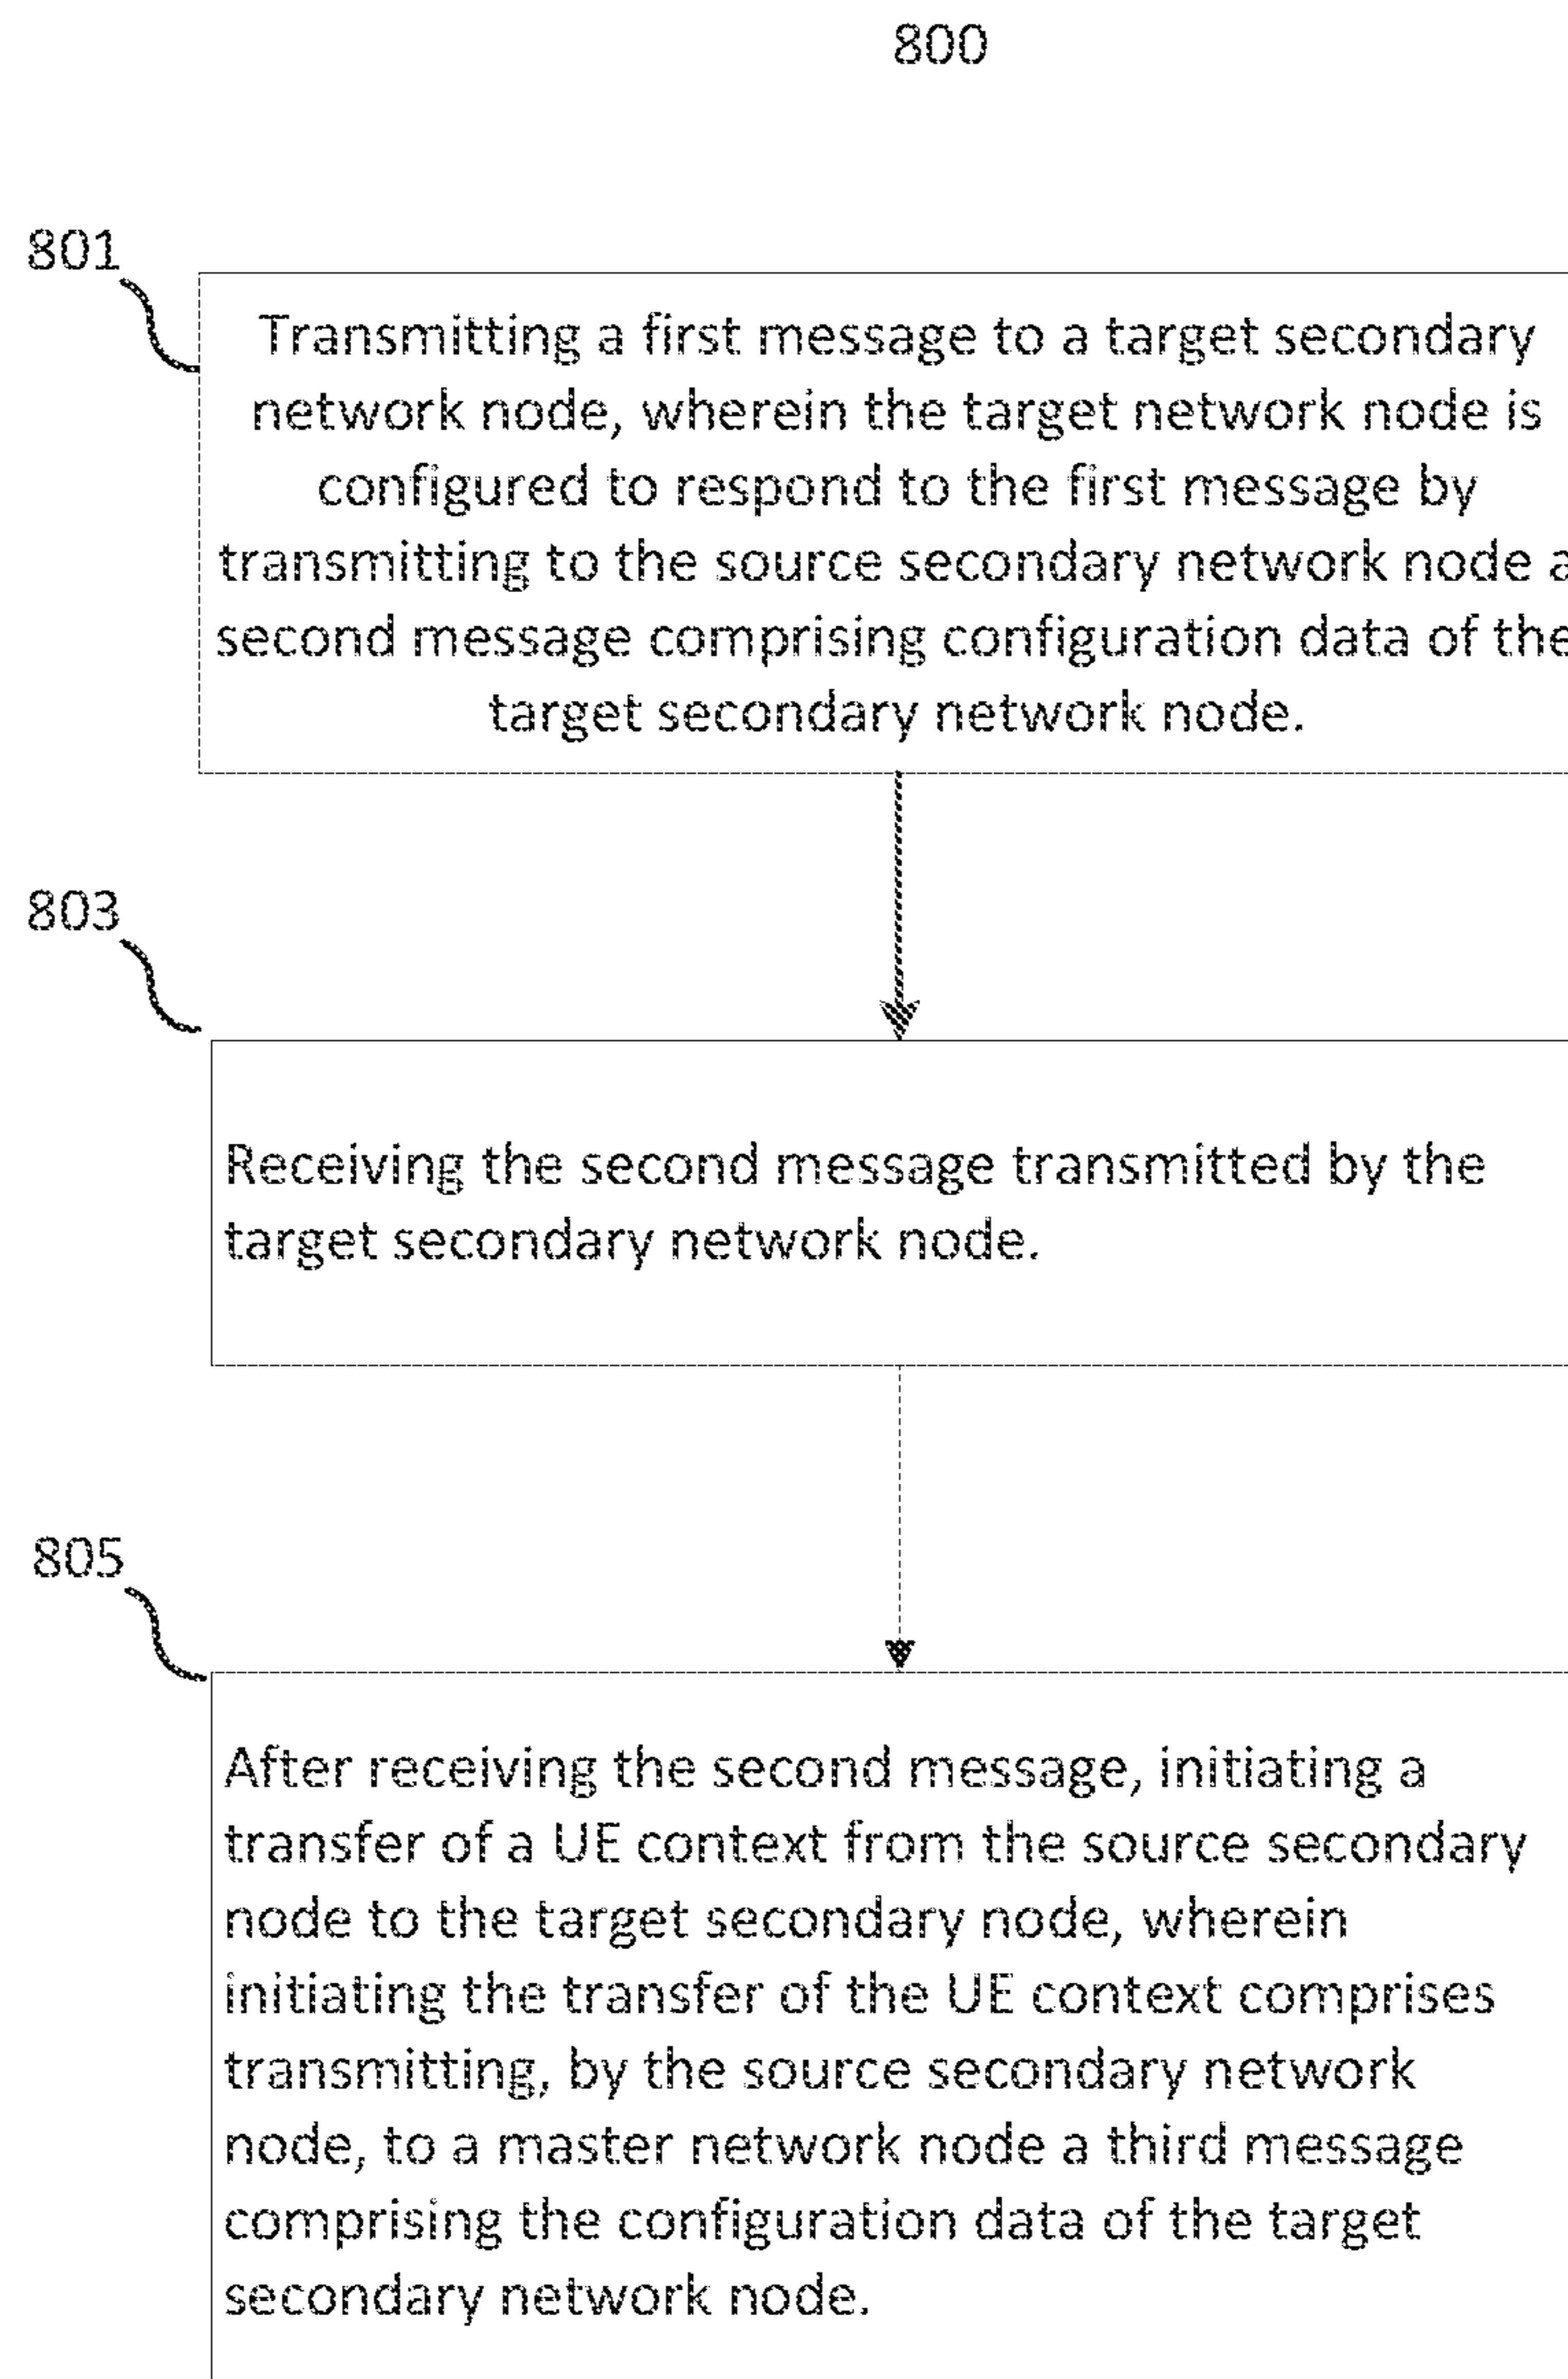 800
801
Transmitting a first message to a target secondary
network node, wherein the target network node is
configured to respond to the first message by
transmitting to the source secondary network node a
second message comprising configuration data of the
target secondary network node.
803
Receiving the second message transmitted by the
target secondary network node.
805
After receiving the second message, initiating a
transfer of a UE context from the source secondary
node to the target secondary node, wherein
initiating the transfer of the UE context comprises
transmitting, by the source secondary network
node, to a master network node a third message
comprising the configuration data of the target
secondary network node.